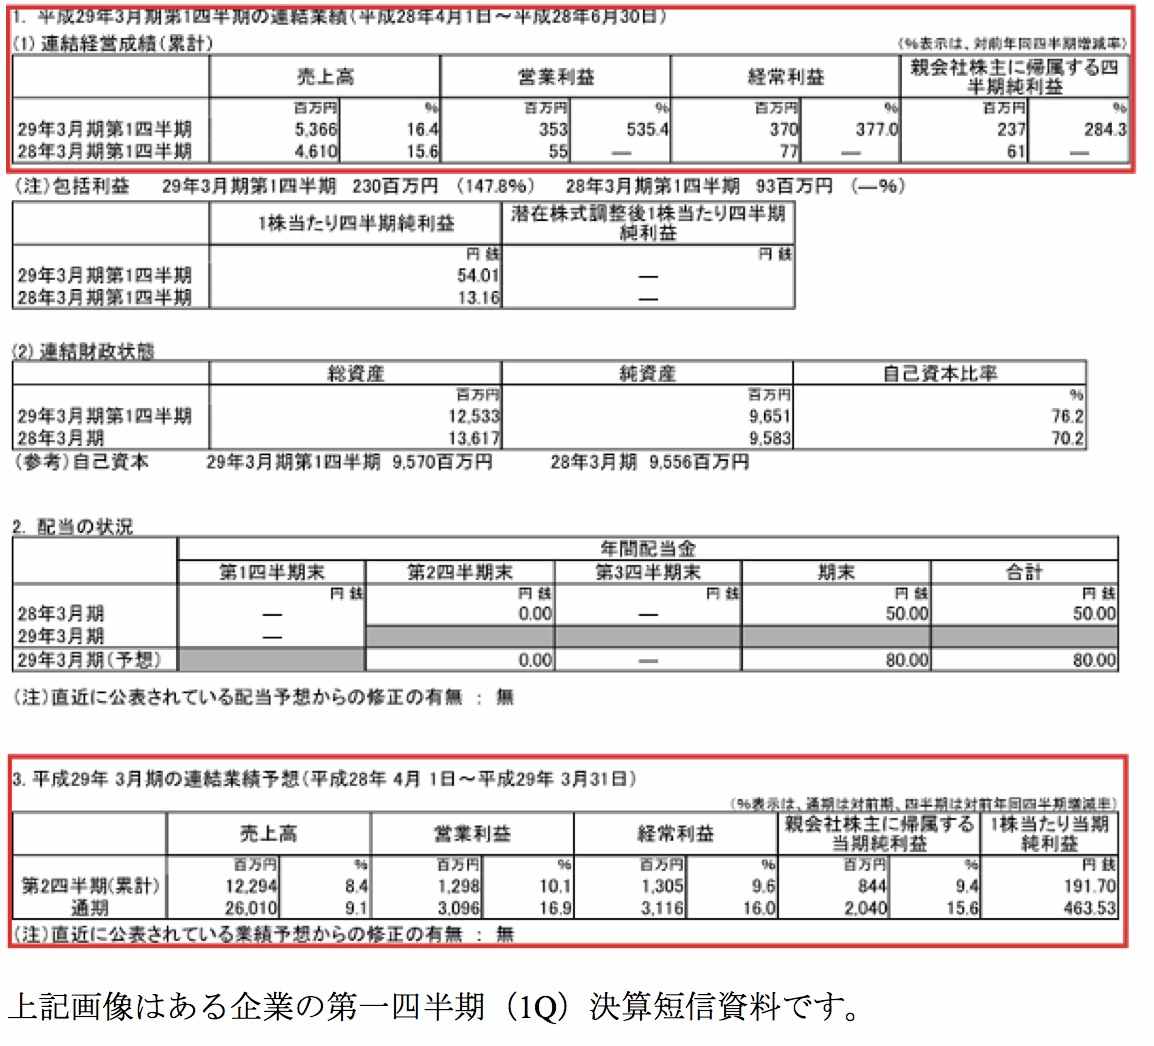 1. 平成29年3月期第1四半期の連結業績(平成28年4月1日～平成28年6月30日)
(1) 連結経営成績(累計)
(％表示は、対前年同四半期増減率)
売上高 営業利益 経常利益 親会社株主に帰属する四半期純利益
百万円 ％ 百万円 ％ 百万円 ％ 百万円 ％
29年3月期第1四半期 5,366 16.4 353 535.4 370 377.0 237 284.3
28年3月期第1四半期 4,610 15.6 55 ― 77 ― 61 ―
(注)包括利益 29年3月期第1四半期 230百万円 (147.8％) 28年3月期第1四半期 93百万円 (―％)
1株当たり四半期純利益 潜在株式調整後1株当たり四半期純利益
円 銭 円 銭
29年3月期第1四半期 54.01 ―
28年3月期第1四半期 13.16 ―
(2) 連結財政状態
総資産 純資産 自己資本比率
百万円 百万円 ％
29年3月期第1四半期 12,533 9,651 76.2
28年3月期 13,617 9,583 70.2
(参考)自己資本 29年3月期第1四半期 9,570百万円 28年3月期 9,556百万円
2. 配当の状況
年間配当金
第1四半期末 第2四半期末 第3四半期末 期末 合計
円 銭 円 銭 円 銭 円 銭 円 銭
28年3月期 ― 0.00 ― 50.00 50.00
29年3月期 ―
29年3月期(予想) 0.00 ― 80.00 80.00
(注)直近に公表されている配当予想からの修正の有無 ： 無
3. 平成29年 3月期の連結業績予想(平成28年 4月 1日～平成29年 3月31日)
(％表示は、通期は対前期、四半期は対前年同四半期増減率)
売上高 営業利益 経常利益 親会社株主に帰属する当期純利益 1株当たり当期純利益
百万円 ％ 百万円 ％ 百万円 ％ 百万円 ％ 円 銭
第2四半期(累計) 12,294 8.4 1,298 10.1 1,305 9.6 844 9.4 191.70
通期 26,010 9.1 3,096 16.9 3,116 16.0 2,040 15.6 463.53
(注)直近に公表されている業績予想からの修正の有無 ： 無
上記画像はある企業の第一四半期（1Q）決算短信資料です。